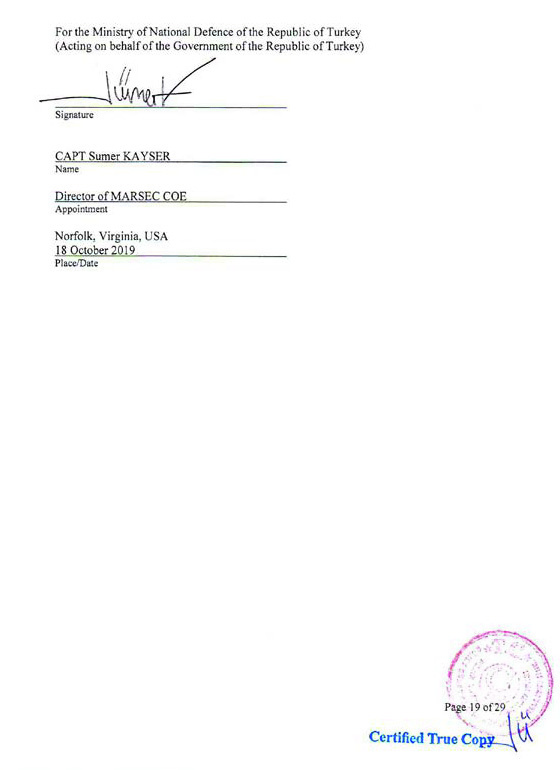 For the Ministry of National Defence of the Republic of Turkey
(Acting on behalf of the Government of the Republic of Turkey)
Signature
CAPT Sumer KAYSER
Name
Director of MARSEC COE
Appointment
Norfolk, Virginia, USA
18 October 2019
Place/Date
Page 19 of 29
Certified True Copy